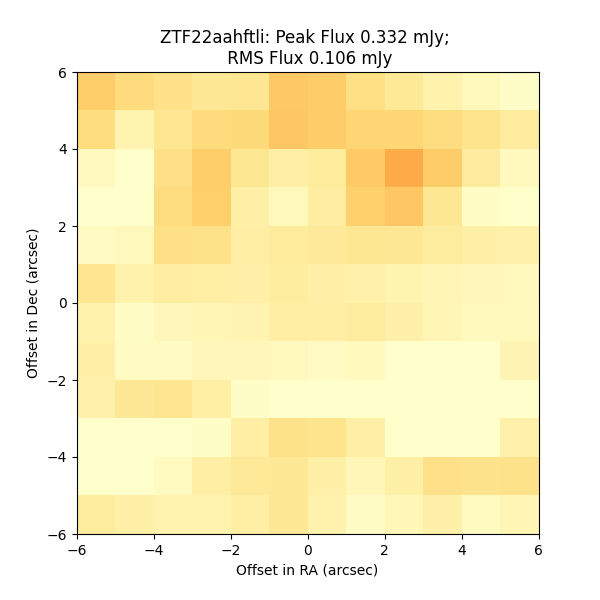 ZTF22aahftli: Peak Flux 0.332 mJy;
RMS Flux 0.106 mJy
6
4
2
0
−2
−4
−6
Offset in Dec (arcsec)
−6 −4 −2 0 2 4 6
Offset in RA (arcsec)